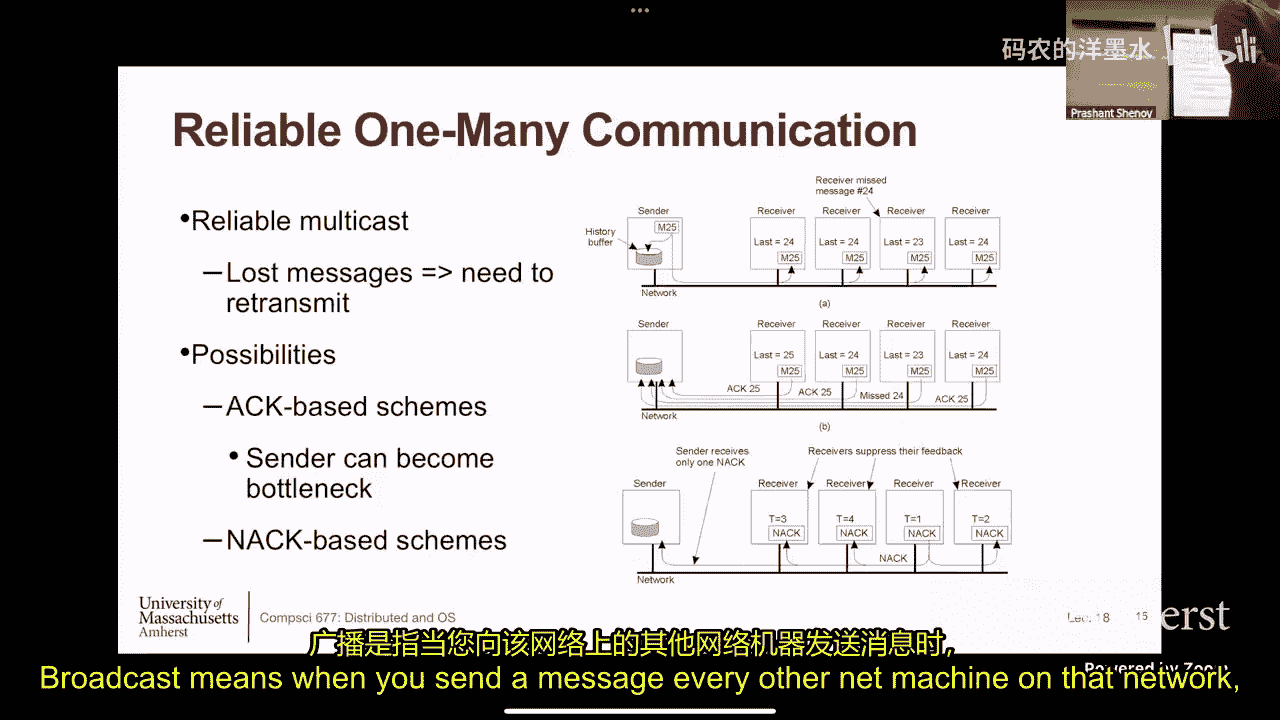 码农的洋墨水
bilibili
Prashant Shenoy
Reliable One-Many Communication
•Reliable multicast
–Lost messages => need to
retransmit
•Possibilities
–ACK-based schemes
• Sender can become
bottleneck
–NACK-based schemes
Receiver missed
message #24
Sender
Receiver
Receiver
Receiver
Receiver
History
buffer
M25
Last = 24
Last = 24
Last = 23
Last = 24
M25
M25
M25
M25
Network
(a)
Sender
Receiver
Receiver
Receiver
Receiver
Last = 25
Last = 24
Last = 23
Last = 24
M25
M25
M25
M25
ACK 25
ACK 25
Missed 24
ACK 25
Network
(b)
Sender receives
only one NACK
Receivers suppress their feedback
Sender
Receiver
Receiver
Receiver
Receiver
T=3
T=4
T=1
T=2
NACK
NACK
NACK
NACK
NACK
Network
University of
Massachusetts
Amherst
Compsci 677: Distributed and OS
Lec. 18
15
erst
Powered by Zoom
广播是指当您向该网络上的其他网络机器发送消息时，
Broadcast means when you send a message every other net machine on that network,